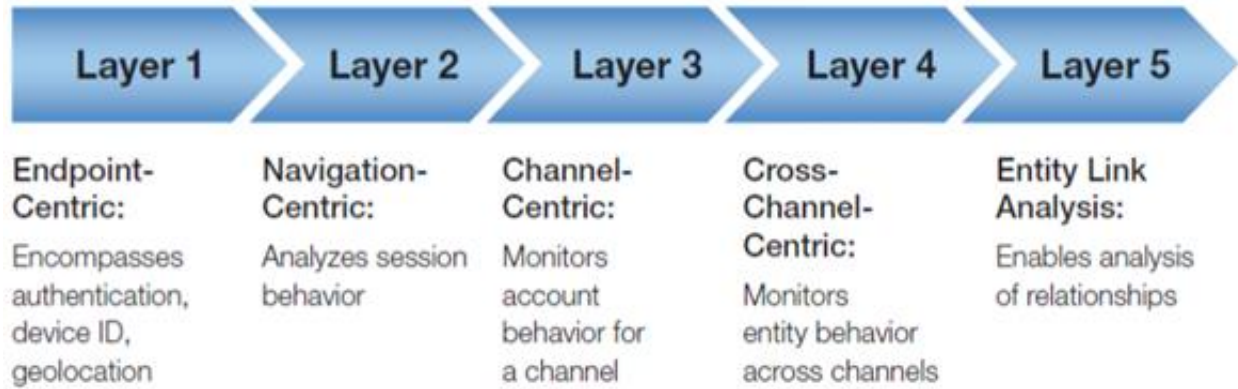 Layer 1
Layer 2
Layer 3
Layer 4
Layer 5
Endpoint-
Centric:
Encompasses
authentication,
device ID,
geolocation
Navigation-
Centric:
Analyzes session
behavior
Channel-
Centric:
Monitors
account
behavior for
a channel
Cross-
Channel-
Centric:
Monitors
entity behavior
across channels
Entity Link
Analysis:
Enables analysis
of relationships